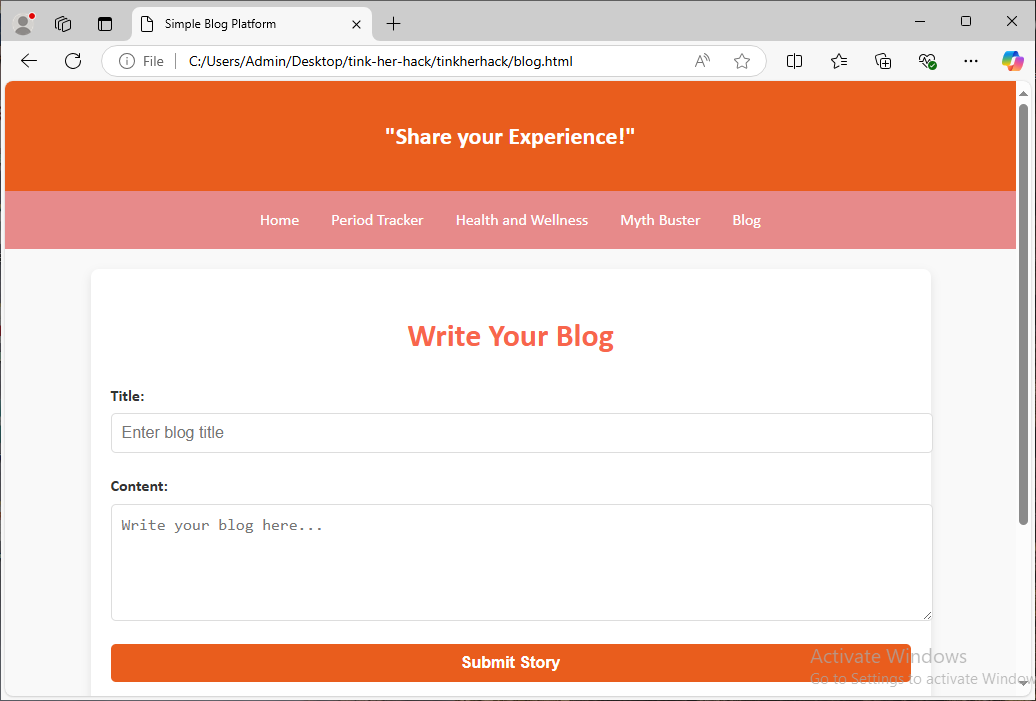 Simple Blog Platform
File C:/Users/Admin/Desktop/tink-her-hack/tinkherhack/blog.html
"Share your Experience!"
Home Period Tracker Health and Wellness Myth Buster Blog
Write Your Blog
Title:
Enter blog title
Content:
Write your blog here...
Submit Story
Activate Windows
Go to Settings to activate Window